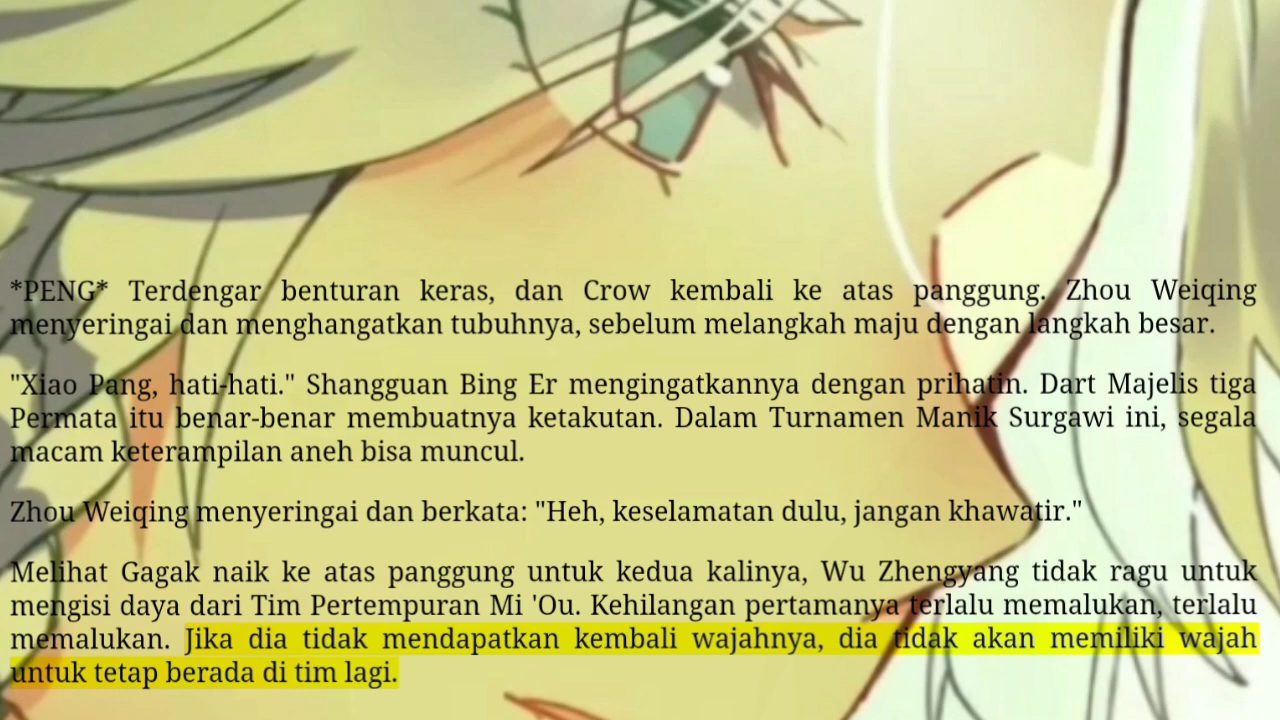 *PENG* Terdengar benturan keras, dan Crow kembali ke atas panggung. Zhou Weiqing
menyeringai dan menghangatkan tubuhnya, sebelum melangkah maju dengan langkah besar.
"Xiao Pang, hati-hati." Shangguan Bing Er mengingatkannya dengan prihatin. Dart Majelis tiga
Permata itu benar-benar membuatnya ketakutan. Dalam Turnamen Manik Surgawi ini, segala
macam keterampilan aneh bisa muncul.
Zhou Weiqing menyeringai dan berkata: "Heh, keselamatan dulu, jangan khawatir."
Melihat Gagak naik ke atas panggung untuk kedua kalinya, Wu Zhengyang tidak ragu untuk
mengisi daya dari Tim Pertempuran Mi 'Ou. Kehilangan pertamanya terlalu memalukan, terlalu
memalukan. Jika dia tidak mendapatkan kembali wajahnya, dia tidak akan memiliki wajah
untuk tetap berada di tim lagi.